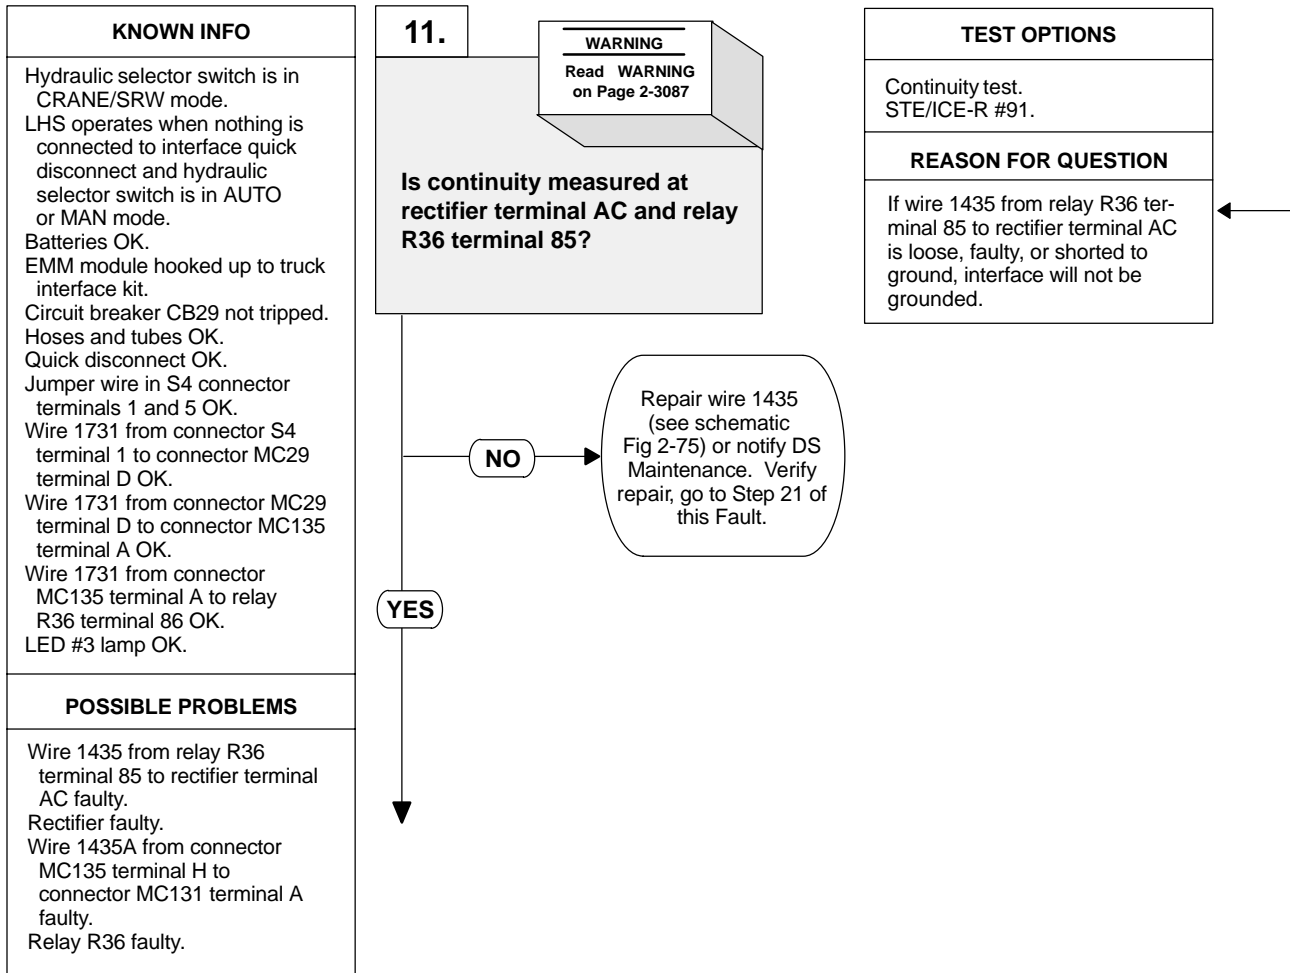 KNOWN INFO
Hydraulic selector switch is in
CRANE/SRW mode.
LHS operates when nothing is
connected to interface quick
disconnect and hydraulic
selector switch is in AUTO
or MAN mode.
Batteries OK.
EMM module hooked up to truck
interface kit.
Circuit breaker CB29 not tripped.
Hoses and tubes OK.
Quick disconnect OK.
Jumper wire in S4 connector
terminals 1 and 5 OK.
Wire 1731 from connector S4
terminal 1 to connector MC29
terminal D OK.
Wire 1731 from connector MC29
terminal D to connector MC135
terminal A OK.
Wire 1731 from connector
MC135 terminal A to relay
R36 terminal 86 OK.
LED #3 lamp OK.
POSSIBLE PROBLEMS
Wire 1435 from relay R36
terminal 85 to rectifier terminal
AC faulty.
Rectifier faulty.
Wire 1435A from connector
MC135 terminal H to
connector MC131 terminal A
faulty.
Relay R36 faulty.
11.
WARNING
Read WARNING
on Page 2-3087
Is continuity measured at
rectifier terminal AC and relay
R36 terminal 85?
NO
Repair wire 1435
(see schematic
Fig 2-75) or notify DS
Maintenance. Verify
repair, go to Step 21 of
this Fault.
YES
TEST OPTIONS
Continuity test.
STE/ICE-R #91.
REASON FOR QUESTION
If wire 1435 from relay R36 ter-
minal 85 to rectifier terminal AC
is loose, faulty, or shorted to
ground, interface will not be
grounded.